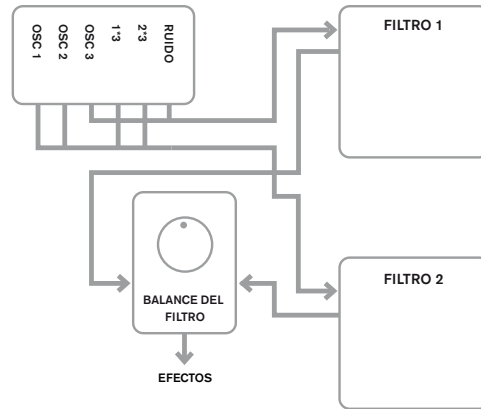 OSC 1
OSC 2
OSC 3
1*3
2*3
RUIDO
FILTRO 1
FILTRO 2
BALANCE DEL
FILTRO
EFECTOS